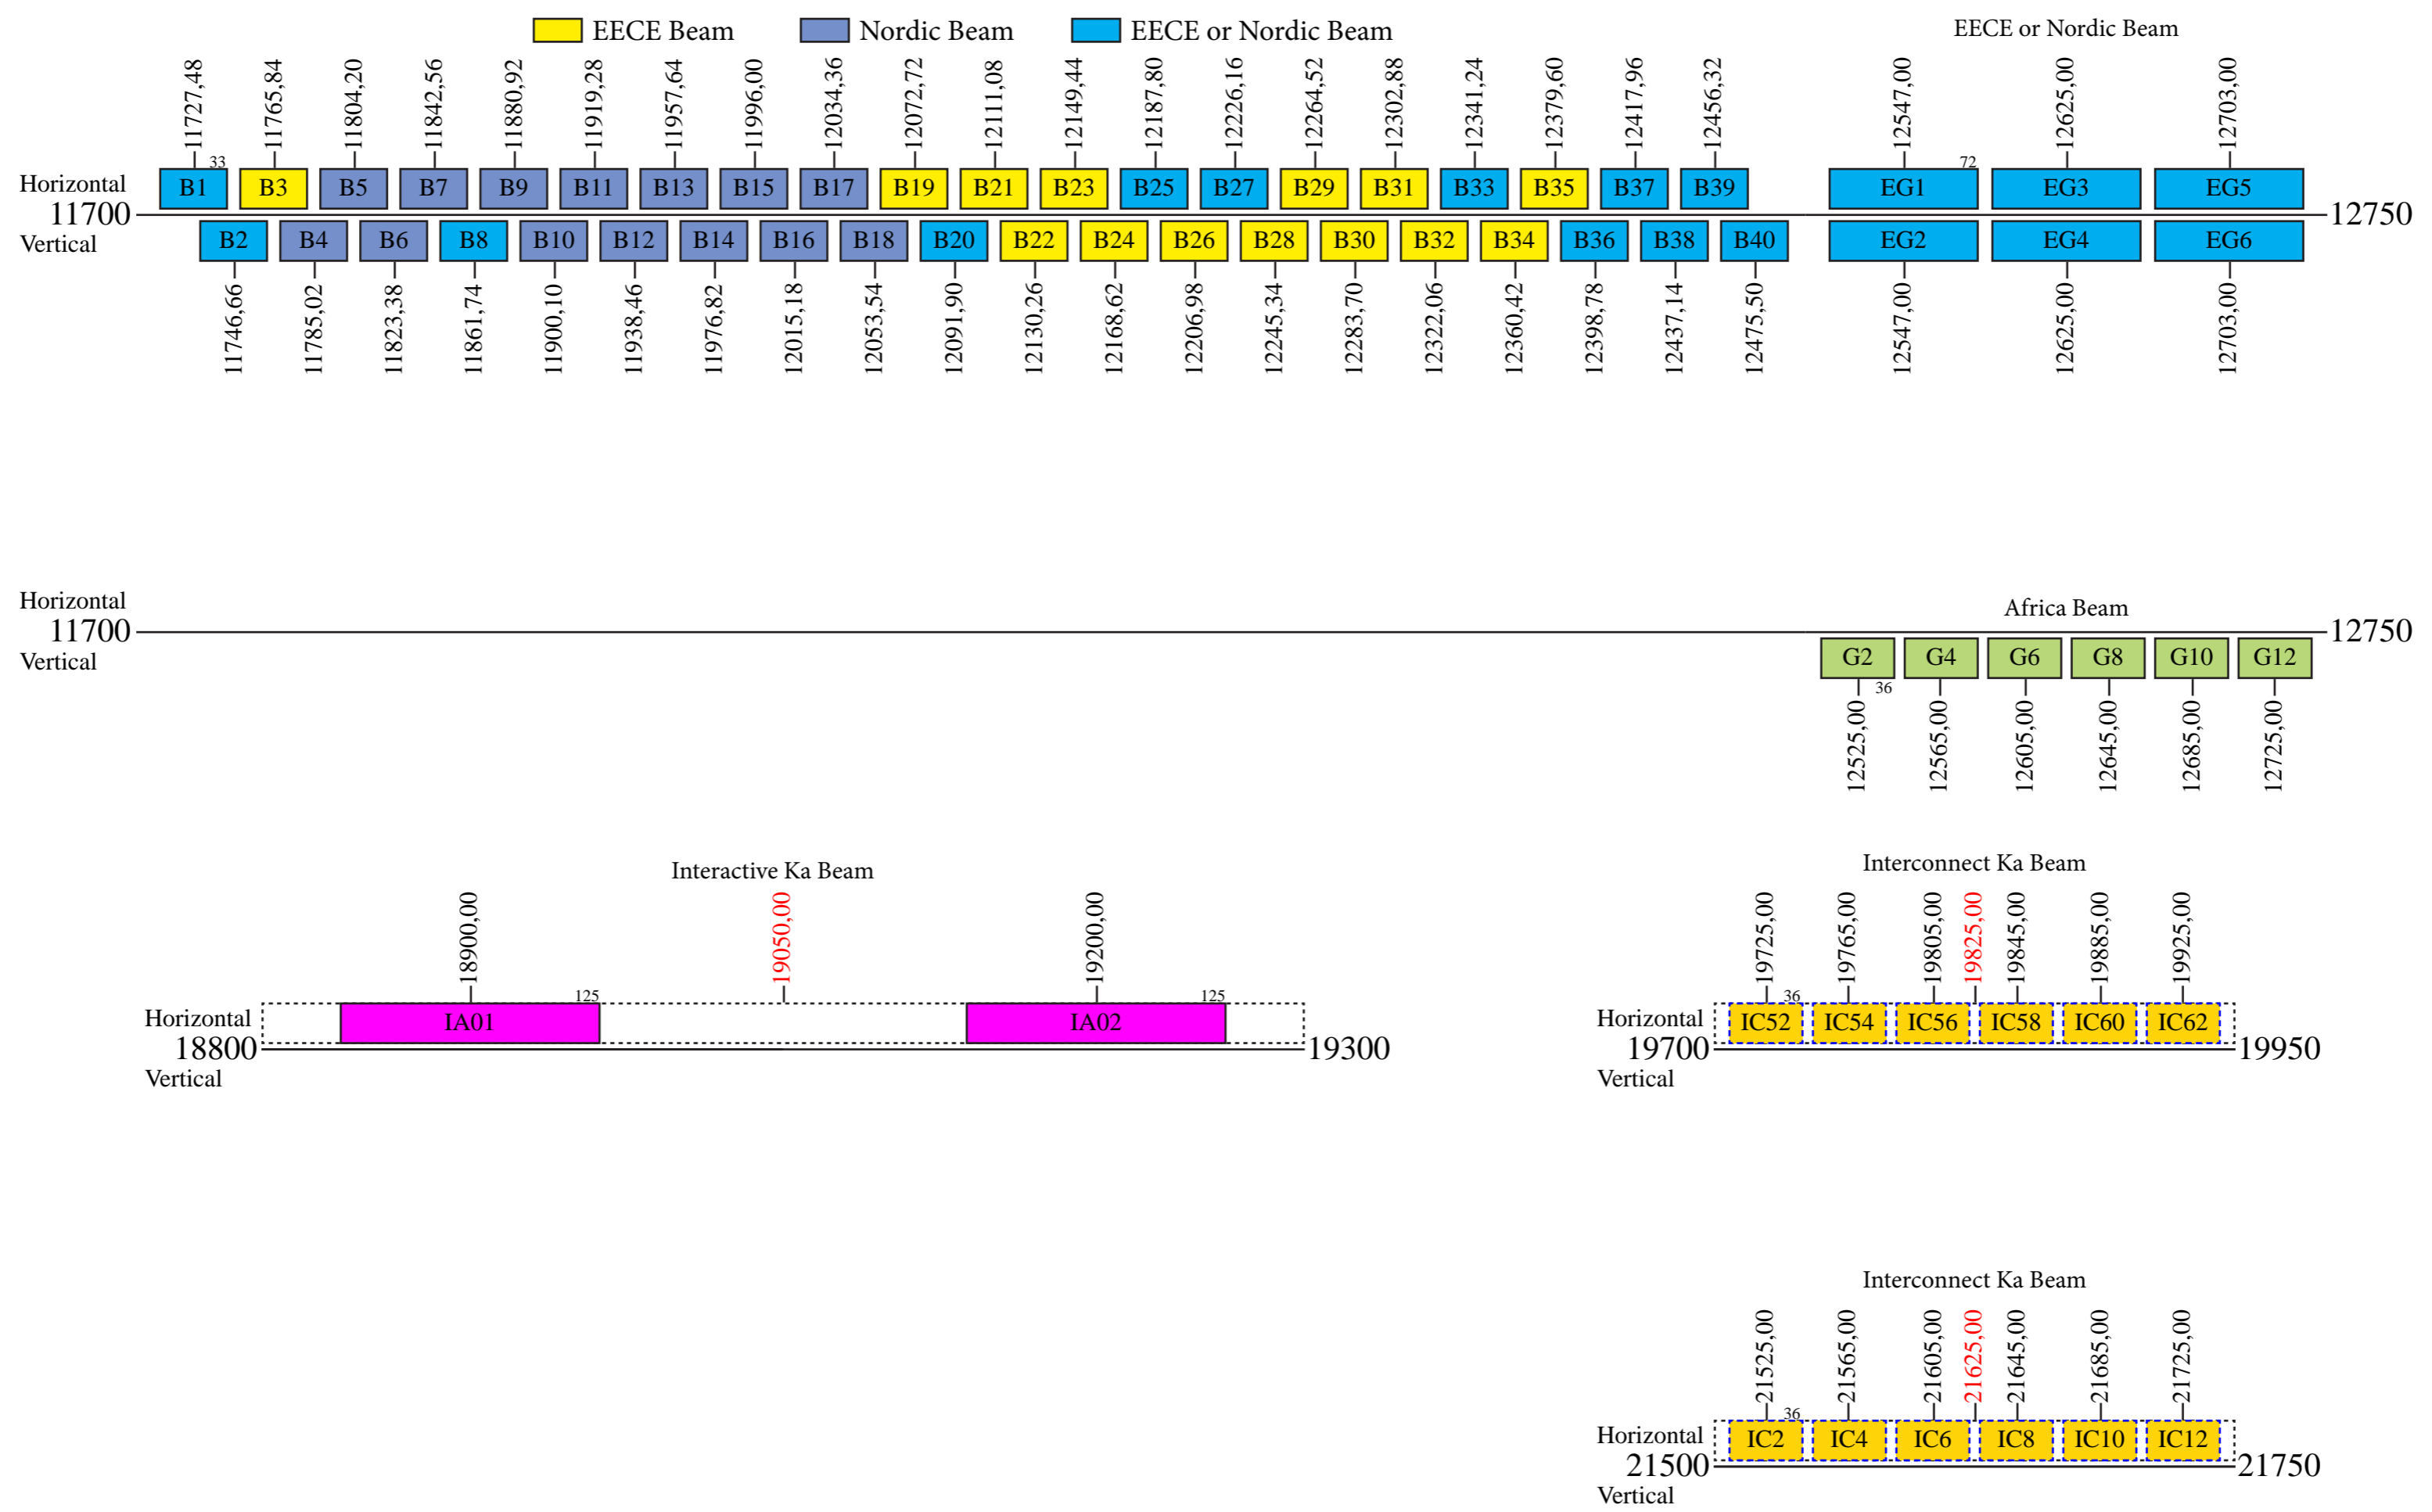 EECE Beam
Nordic Beam
EECE or Nordic Beam
EECE or Nordic Beam
11727,48 11765,84 11804,20 11842,56 11880,92 11919,28 11957,64 11996,00 12034,36 12072,72 12111,08 12149,44 12187,80 12226,16 12264,52 12302,88 12341,24 12379,60 12417,96 12456,32 12547,00 12625,00 12703,00
33 72
Horizontal B1 B3 B5 B7 B9 B11 B13 B15 B17 B19 B21 B23 B25 B27 B29 B31 B33 B35 B37 B39 EG1 EG3 EG5
11700 12750
Vertical B2 B4 B6 B8 B10 B12 B14 B16 B18 B20 B22 B24 B26 B28 B30 B32 B34 B36 B38 B40 EG2 EG4 EG6
11746,66 11785,02 11823,38 11861,74 11900,10 11938,46 11976,82 12015,18 12053,54 12091,90 12130,26 12168,62 12206,98 12245,34 12283,70 12322,06 12360,42 12398,78 12437,14 12475,50 12547,00 12625,00 12703,00
Horizontal
Africa Beam
11700 12750
Vertical G2 G4 G6 G8 G10 G12
36
12525,00 12565,00 12605,00 12645,00 12685,00 12725,00
Interactive Ka Beam
18900,00 19050,00 19200,00
125 125
Horizontal IA01 IA02
18800 19300
Vertical
Interconnect Ka Beam
19725,00 19765,00 19805,00 19825,00 19845,00 19885,00 19925,00
36
Horizontal IC52 IC54 IC56 IC58 IC60 IC62
19700 19950
Vertical
Interconnect Ka Beam
21525,00 21565,00 21605,00 21625,00 21645,00 21685,00 21725,00
36
Horizontal IC2 IC4 IC6 IC8 IC10 IC12
21500 21750
Vertical